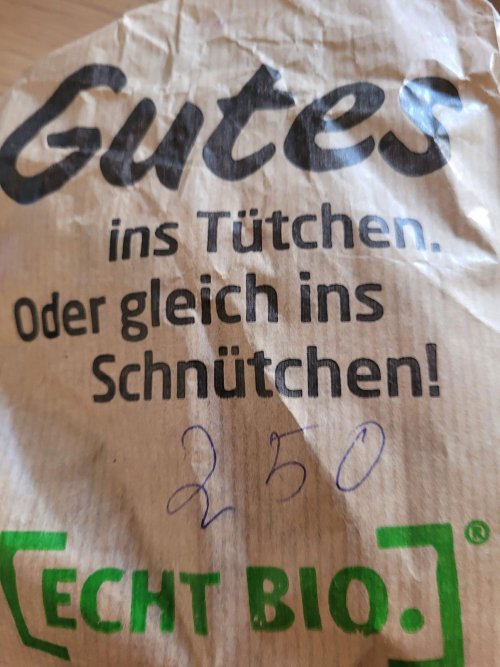 Gutes
ins Tütchen.
Oder gleich ins
Schnütchen!
250
[ECHT BIO.]®